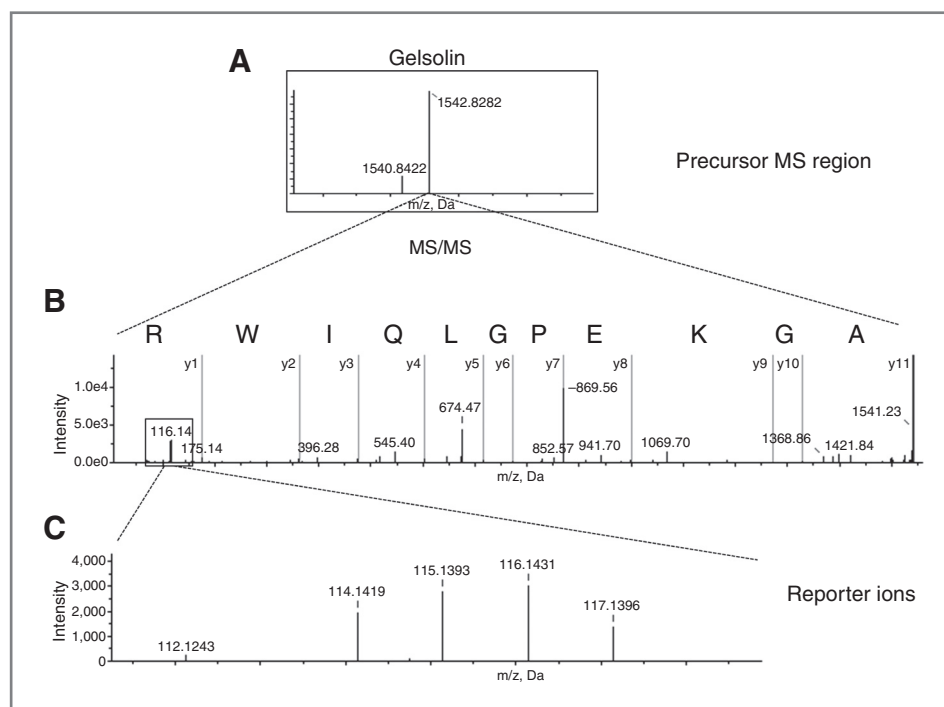 A
Gelsolin
1542.8282
1540.8422
m/z, Da
Precursor MS region
MS/MS
B
R W I Q L G P E K G A
y1 y2 y3 y4 y5 y6 y7 y8 y9 y10 y11
Intensity
1.0e4
5.0e3
0.0e0
116.14
175.14
396.28
545.40
674.47
852.57
–869.56
941.70
1069.70
1368.86
1421.84
1541.23
m/z, Da
C
Intensity
4,000
3,000
2,000
1,000
0
112.1243
114.1419
115.1393
116.1431
117.1396
Reporter ions
m/z, Da